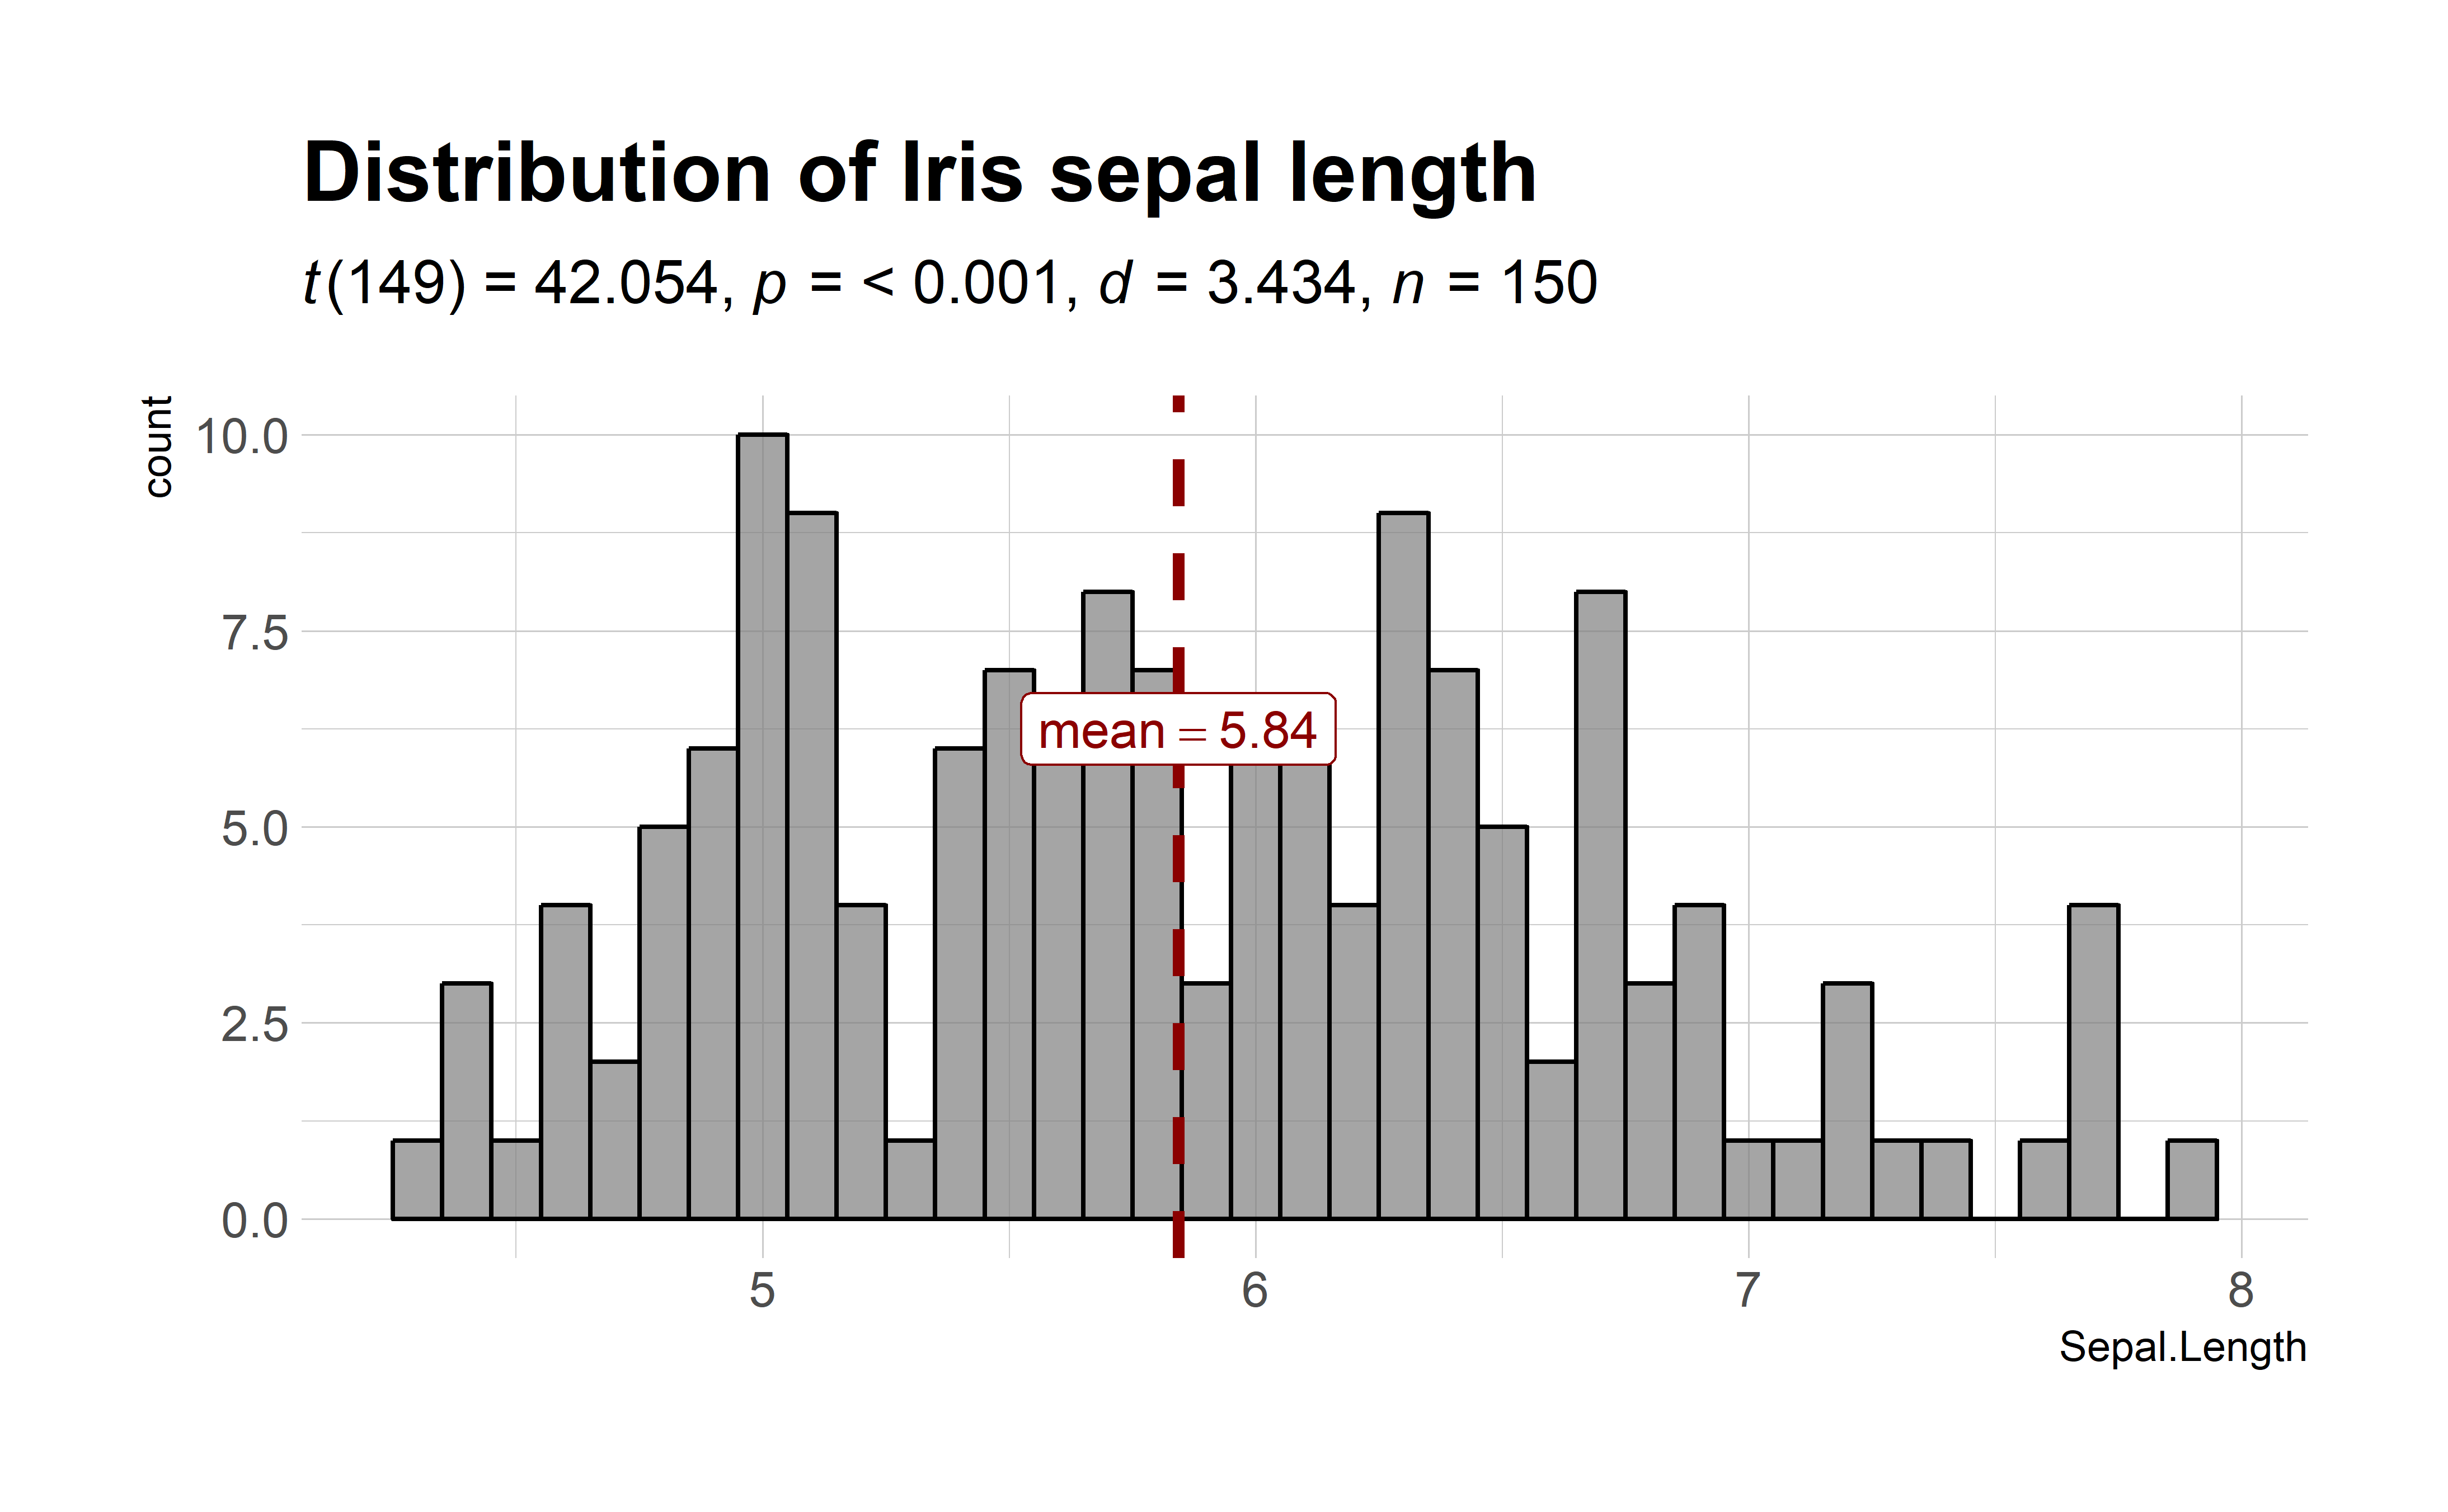 Distribution of Iris sepal length
t(149) = 42.054, p = < 0.001, d = 3.434, n = 150
count
10.0
7.5
5.0
2.5
0.0
mean = 5.84
5 6 7 8
Sepal.Length